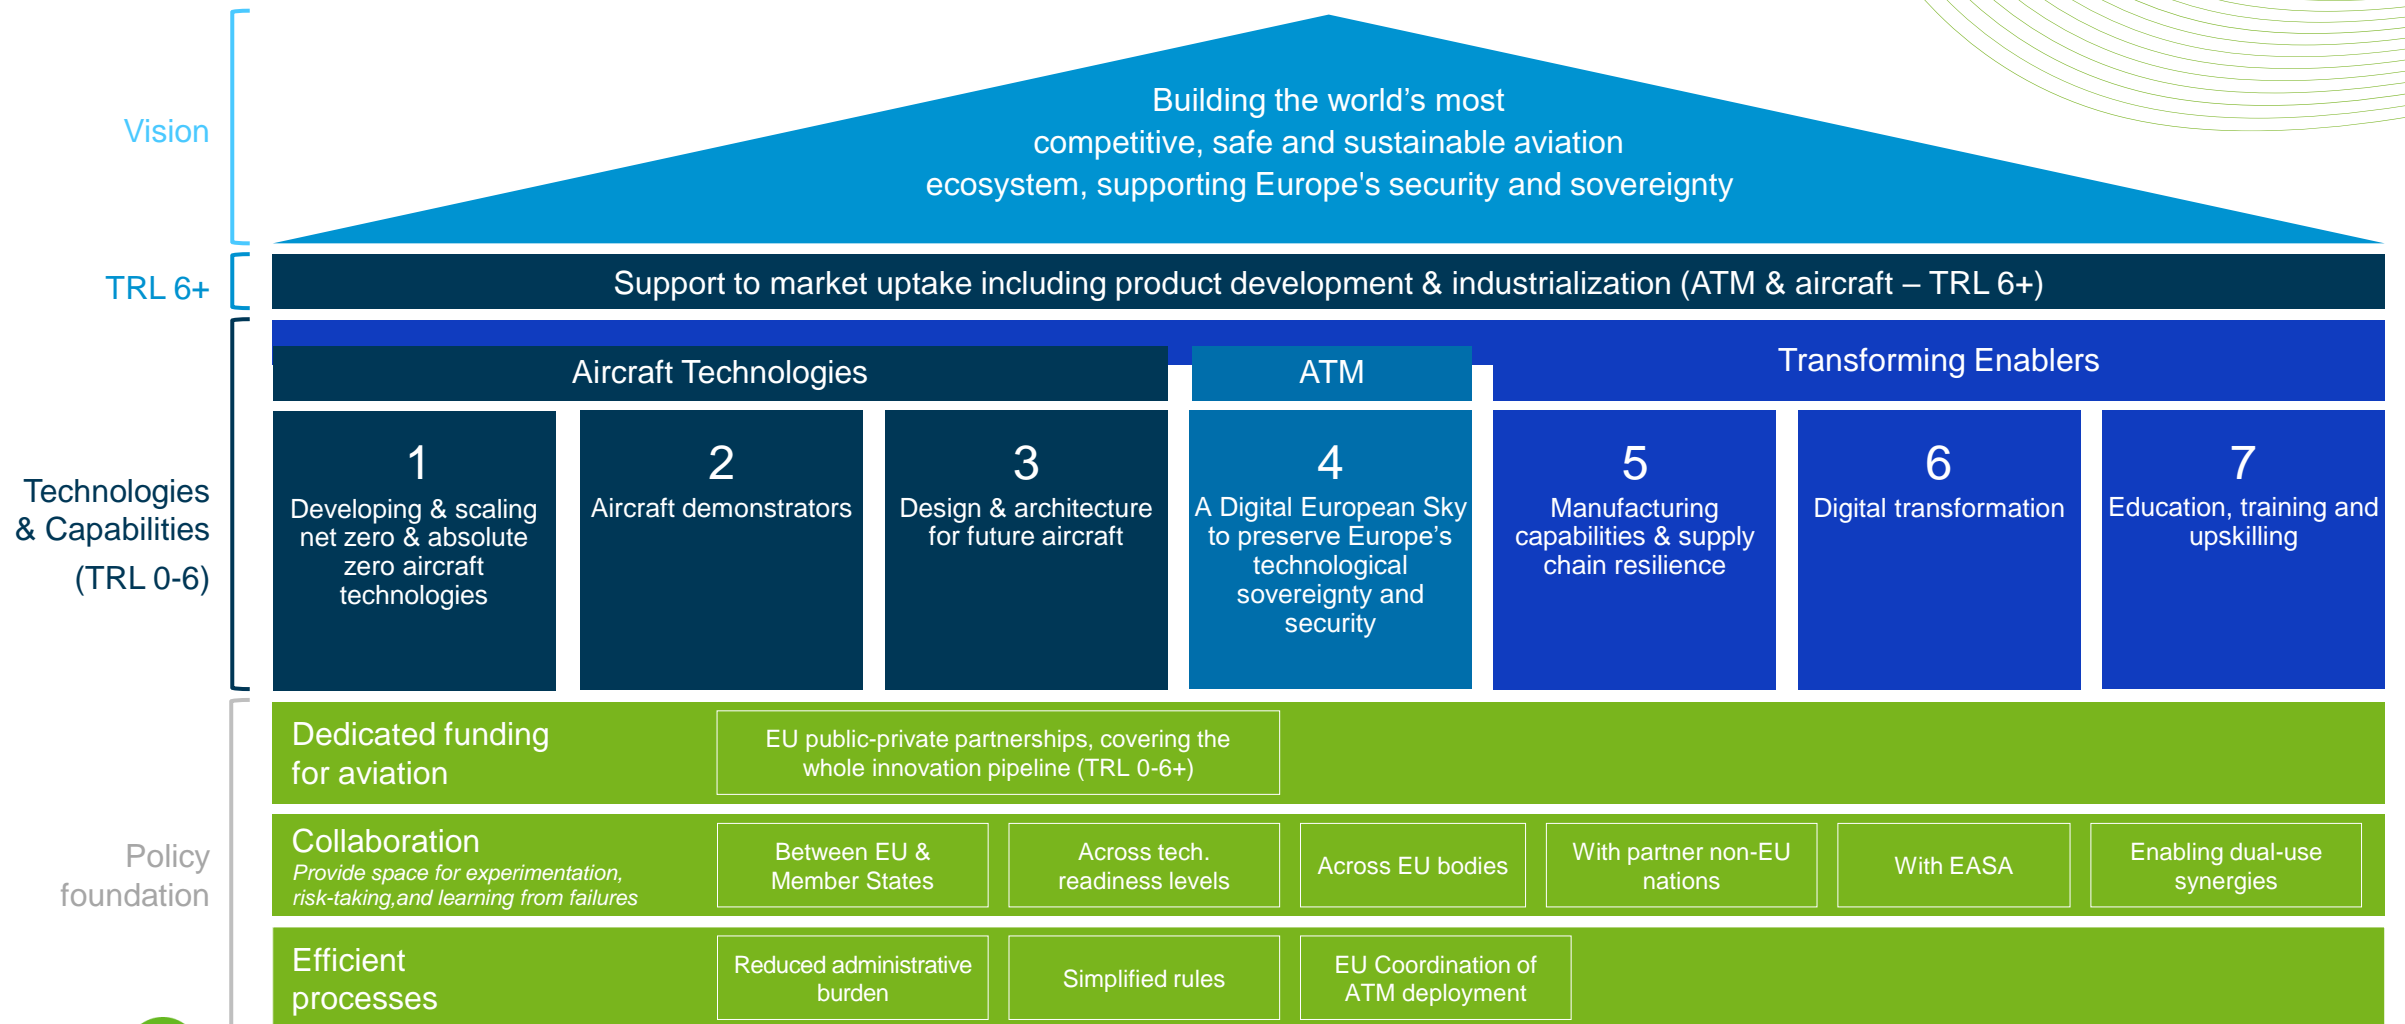 Vision
Building the world's most
competitive, safe and sustainable aviation
ecosystem, supporting Europe's security and sovereignty
TRL 6+
Support to market uptake including product development & industrialization (ATM & aircraft – TRL 6+)
Technologies
& Capabilities
(TRL 0-6)
Aircraft Technologies
ATM
Transforming Enablers
1
Developing & scaling
net zero & absolute
zero aircraft
technologies
2
Aircraft demonstrators
3
Design & architecture
for future aircraft
4
A Digital European Sky
to preserve Europe's
technological
sovereignty and
security
5
Manufacturing
capabilities & supply
chain resilience
6
Digital transformation
7
Education, training and
upskilling
Policy
foundation
Dedicated funding
for aviation
EU public-private partnerships, covering the
whole innovation pipeline (TRL 0-6+)
Collaboration
Provide space for experimentation,
risk-taking,and learning from failures
Between EU &
Member States
Across tech.
readiness levels
Across EU bodies
With partner non-EU
nations
With EASA
Enabling dual-use
synergies
Efficient
processes
Reduced administrative
burden
Simplified rules
EU Coordination of
ATM deployment